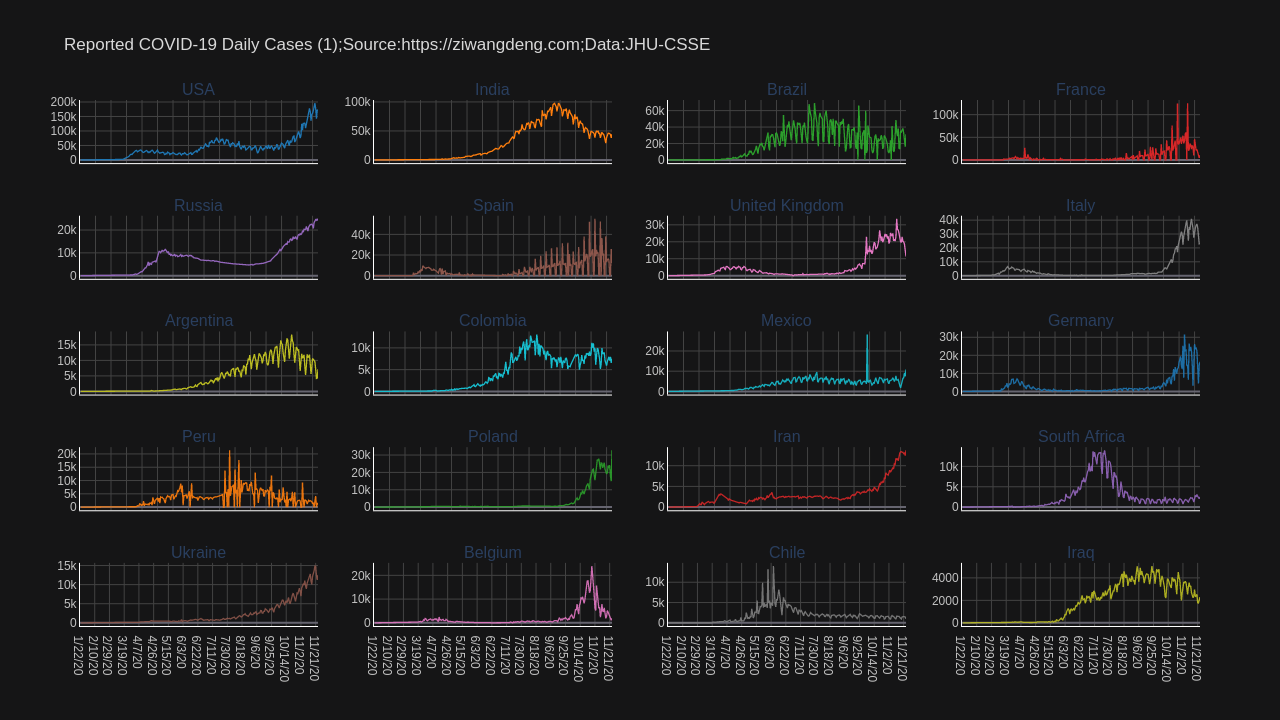 Reported COVID-19 Daily Cases (1);Source:https://ziwangdeng.com;Data:JHU-CSSE
USA
200k
150k
100k
50k
0
India
100k
50k
0
Brazil
60k
40k
20k
0
France
100k
50k
0
Russia
20k
10k
0
Spain
40k
20k
0
United Kingdom
30k
20k
10k
0
Italy
40k
30k
20k
10k
0
Argentina
15k
10k
5k
0
Colombia
10k
5k
0
Mexico
20k
10k
0
Germany
30k
20k
10k
0
Peru
20k
15k
10k
5k
0
Poland
30k
20k
10k
0
Iran
10k
5k
0
South Africa
10k
5k
0
Ukraine
15k
10k
5k
0
1/22/20
2/10/20
2/29/20
3/19/20
4/7/20
4/26/20
5/15/20
6/3/20
6/22/20
7/11/20
7/30/20
8/18/20
9/6/20
9/25/20
10/14/20
11/2/20
11/21/20
Belgium
20k
10k
0
1/22/20
2/10/20
2/29/20
3/19/20
4/7/20
4/26/20
5/15/20
6/3/20
6/22/20
7/11/20
7/30/20
8/18/20
9/6/20
9/25/20
10/14/20
11/2/20
11/21/20
Chile
10k
5k
0
1/22/20
2/10/20
2/29/20
3/19/20
4/7/20
4/26/20
5/15/20
6/3/20
6/22/20
7/11/20
7/30/20
8/18/20
9/6/20
9/25/20
10/14/20
11/2/20
11/21/20
Iraq
4000
2000
0
1/22/20
2/10/20
2/29/20
3/19/20
4/7/20
4/26/20
5/15/20
6/3/20
6/22/20
7/11/20
7/30/20
8/18/20
9/6/20
9/25/20
10/14/20
11/2/20
11/21/20